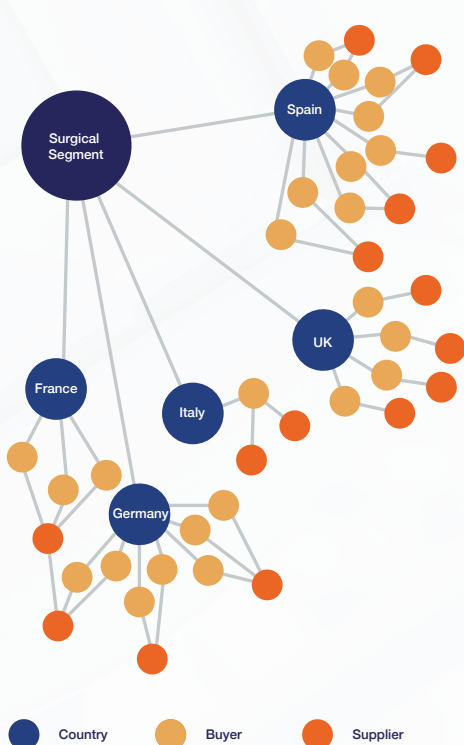 Surgical
Segment
Spain
UK
France
Italy
Germany
Country
Buyer
Supplier